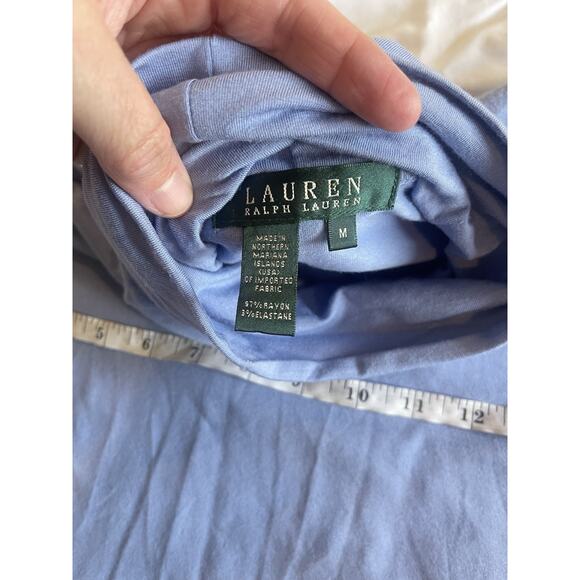 LAUREN
RALPH LAUREN
M
MADE IN
NORTHERN
MARIANA
ISLANDS
(USA)
OF IMPORTED
FABRIC
97% RAYON
3% ELASTANE
5 6 7 9 10 11 12